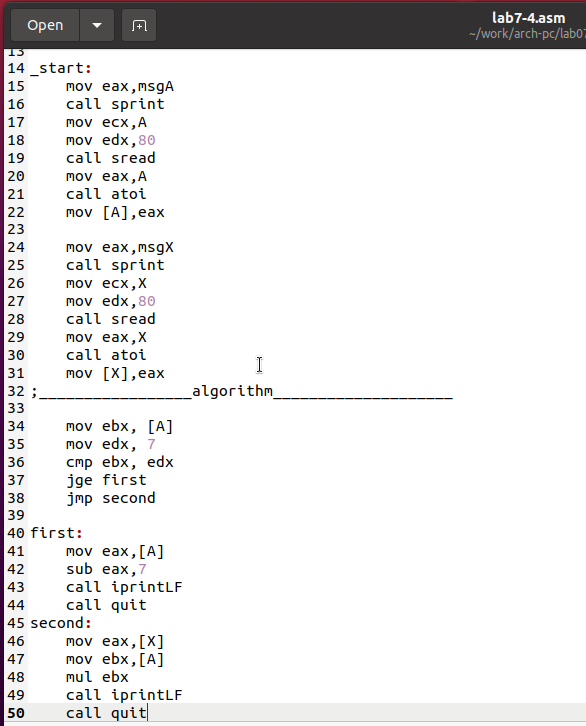 Open
lab7-4.asm
~/work/arch-pc/lab07
13
14 _start:
15     mov eax,msgA
16     call sprint
17     mov ecx,A
18     mov edx,80
19     call sread
20     mov eax,A
21     call atoi
22     mov [A],eax
23
24     mov eax,msgX
25     call sprint
26     mov ecx,X
27     mov edx,80
28     call sread
29     mov eax,X
30     call atoi
31     mov [X],eax
32 ;_________________algorithm____________________
33
34     mov ebx, [A]
35     mov edx, 7
36     cmp ebx, edx
37     jge first
38     jmp second
39
40 first:
41     mov eax,[A]
42     sub eax,7
43     call iprintLF
44     call quit
45 second:
46     mov eax,[X]
47     mov ebx,[A]
48     mul ebx
49     call iprintLF
50     call quit